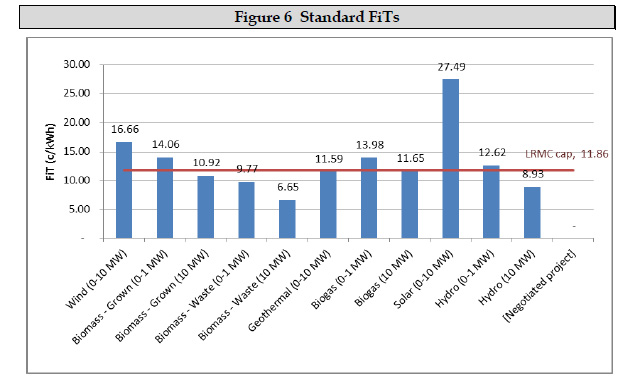 Figure 6 Standard FiTs
30.00
25.00
20.00
15.00
10.00
5.00
-
FiT (c/kWh)
16.66
14.06
10.92
9.77
6.65
11.59
13.98
11.65
27.49
12.62
8.93
-
LRMC cap, 11.86
Wind (0-10 MW)
Biomass - Grown (0-1 MW)
Biomass - Grown (10 MW)
Biomass - Waste (0-1 MW)
Biomass - Waste (10 MW)
Geothermal (0-10 MW)
Biogas (0-1 MW)
Biogas (10 MW)
Solar (0-10 MW)
Hydro (0-1 MW)
Hydro (10 MW)
[Negotiated project)